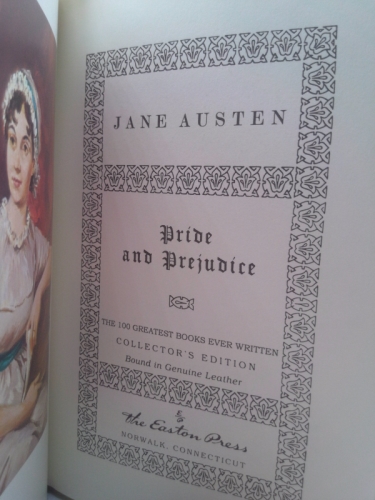 JANE AUSTEN
Pride
and Prejudice
THE 100 GREATEST BOOKS EVER WRITTEN
COLLECTOR'S EDITION
Bound in Genuine Leather
The Easton Press
NORWALK, CONNECTICUT